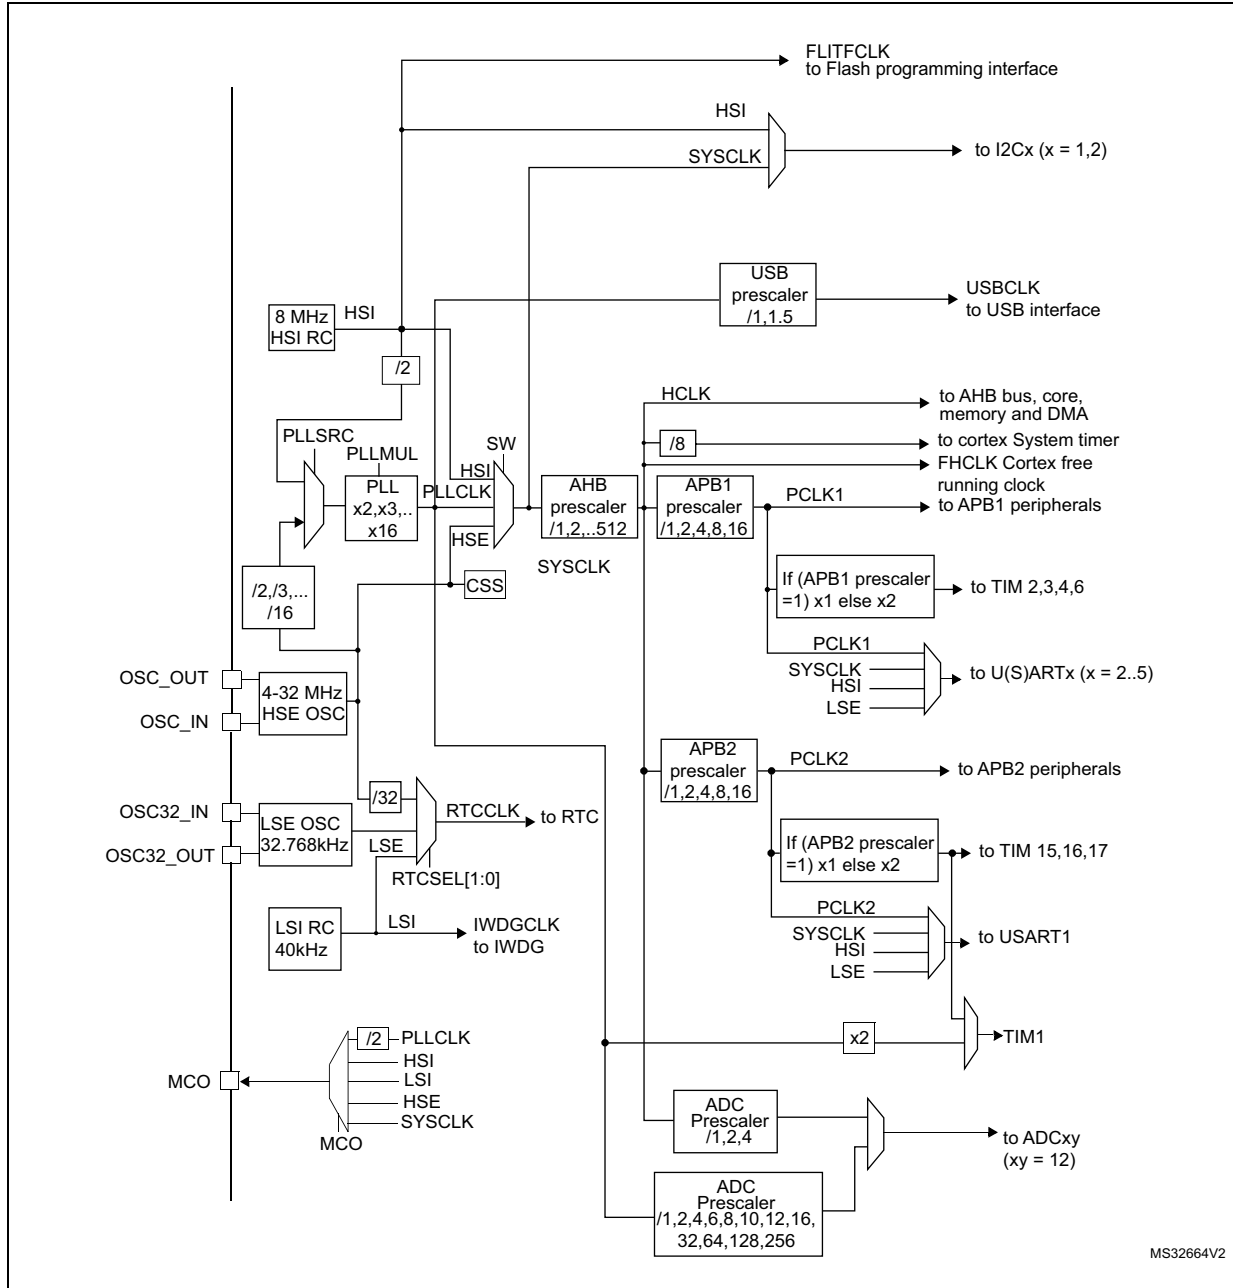 FLITFCLK
to Flash programming interface
HSI
SYSCLK
to I2Cx (x = 1,2)
USB
prescaler
/1,1.5
USBCLK
to USB interface
8 MHz
HSI RC
HSI
/2
HCLK
to AHB bus, core,
memory and DMA
/8
to cortex System timer
FHCLK Cortex free
running clock
PLLSRC
PLLMUL
PLL
x2,x3,..
x16
SW
HSI
PLLCLK
HSE
AHB
prescaler
/1,2,..512
SYSCLK
APB1
prescaler
/1,2,4,8,16
PCLK1
to APB1 peripherals
/2,/3,...
/16
CSS
If (APB1 prescaler
=1) x1 else x2
to TIM 2,3,4,6
PCLK1
SYSCLK
HSI
LSE
to U(S)ARTx (x = 2..5)
OSC_OUT
OSC_IN
4-32 MHz
HSE OSC
APB2
prescaler
/1,2,4,8,16
PCLK2
to APB2 peripherals
OSC32_IN
OSC32_OUT
LSE OSC
32.768kHz
/32
RTCCLK
to RTC
LSE
RTCSEL[1:0]
If (APB2 prescaler
=1) x1 else x2
to TIM 15,16,17
LSI RC
40kHz
LSI
IWDGCLK
to IWDG
PCLK2
SYSCLK
HSI
LSE
to USART1
x2
TIM1
MCO
/2
PLLCLK
HSI
LSI
HSE
SYSCLK
MCO
ADC
Prescaler
/1,2,4
to ADCxy
(xy = 12)
ADC
Prescaler
/1,2,4,6,8,10,12,16,
32,64,128,256
MS32664V2